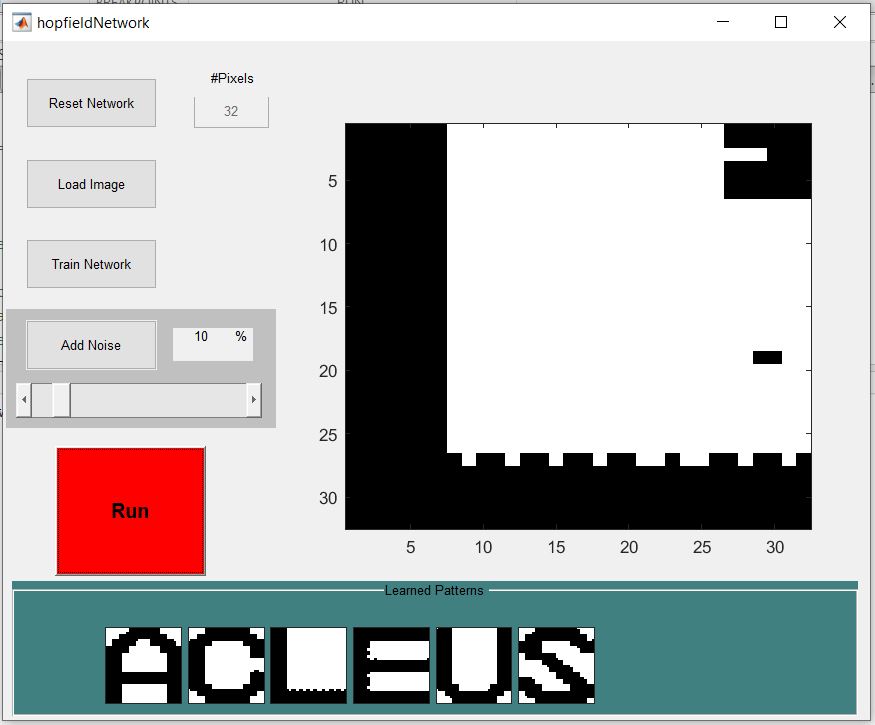 hopfieldNetwork
#Pixels
Reset Network
32
Load Image
Train Network
Add Noise
10 %
Run
5
10
15
20
25
30
5 10 15 20 25 30
Learned Patterns
A C L E U S